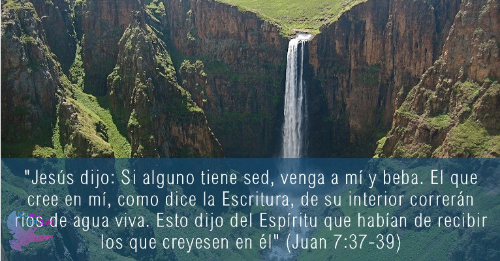 "Jesús dijo: Si alguno tiene sed, venga a mí y beba. El que
cree en mí, como dice la Escritura, de su interior correrán
ríos de agua viva. Esto dijo del Espíritu que habían de recibir
los que creyesen en él" (Juan 7:37-39)